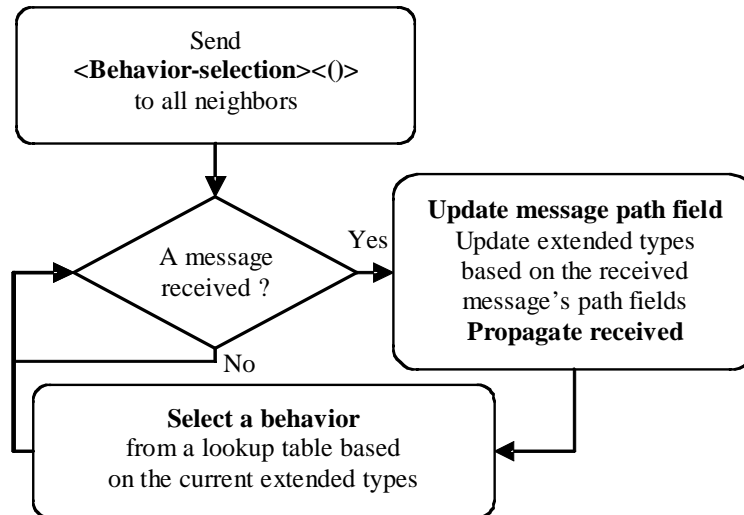 Send
<Behavior-selection><()>
to all neighbors
A message
received ?
Yes
No
Update message path field
Update extended types
based on the received
message's path fields
Propagate received
Select a behavior
from a lookup table based
on the current extended types